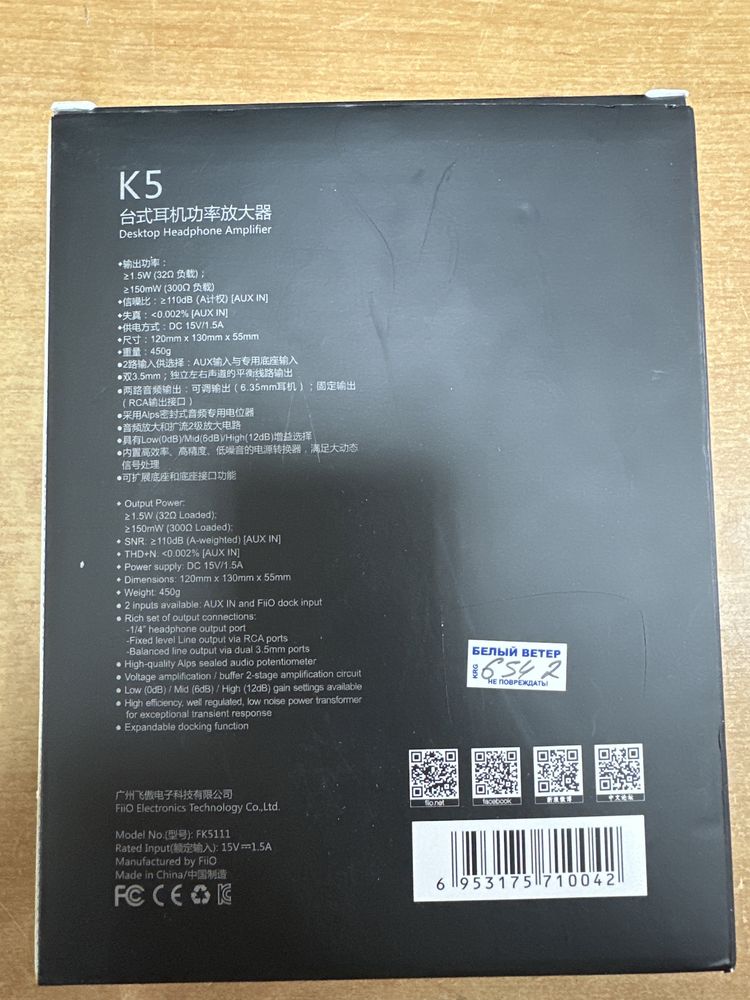 K5
台式耳机功率放大器
Desktop Headphone Amplifier
◆输出功率：
≥1.5W (32Ω 负载)；
≥150mW (300Ω 负载)
◆信噪比：≥110dB (A计权) [AUX IN]
◆失真：<0.002% [AUX IN]
◆供电方式：DC 15V/1.5A
◆尺寸：120mm x 130mm x 55mm
◆重量：450g
●2路输入供选择：AUX输入与专用底座输入
●双3.5mm；独立左右声道的平衡线路输出
●两路音频输出：可调输出（6.35mm耳机）；固定输出
（RCA输出接口）
●采用Alps密封式音频专用电位器
●音频放大和扩流2级放大电路
●具有Low(0dB)/Mid(6dB)/High(12dB)增益选择
●内置高效率、高精度、低噪音的电源转换器，满足大动态
信号处理
●可扩展底座和底座接口功能
◆ Output Power:
≥1.5W (32Ω Loaded);
≥150mW (300Ω Loaded);
◆ SNR: ≥110dB (A-weighted) [AUX IN]
◆ THD+N: <0.002% [AUX IN]
◆ Power supply: DC 15V/1.5A
◆ Dimensions: 120mm x 130mm x 55mm
◆ Weight: 450g
● 2 inputs available: AUX IN and FiiO dock input
● Rich set of output connections:
-1/4” headphone output port
-Fixed level Line output via RCA ports
-Balanced line output via dual 3.5mm ports
● High-quality Alps sealed audio potentiometer
● Voltage amplification / buffer 2-stage amplification circuit
● Low (0dB) / Mid (6dB) / High (12dB) gain settings available
● High efficiency, well regulated, low noise power transformer
for exceptional transient response
● Expandable docking function
БЕЛЫЙ ВЕТЕР
KRG 6542
НЕ ПОВРЕЖДАТЬ!
fiio.net facebook 新浪微博 中文论坛
广州飞傲电子科技有限公司
FiiO Electronics Technology Co.,Ltd.
Model No.(型号): FK5111
Rated Input(额定输入): 15V⎓1.5A
Manufactured by FiiO
Made in China/中国制造
FC CE
6 953175 710042